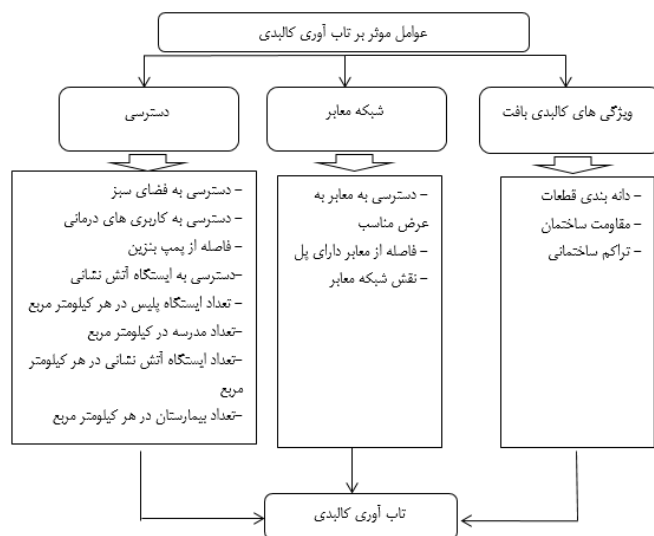 عوامل موثر بر تاب آوری کالبدی
ویژگی های کالبدی بافت
شبکه معابر
دسترسی
– دانه بندی قطعات
– مقاومت ساختمان
– تراکم ساختمانی
– دسترسی به معابر به
عرض مناسب
– فاصله از معابر دارای پل
– نقش شبکه معابر
– دسترسی به فضای سبز
– دسترسی به کاربری های درمانی
– فاصله از پمپ بنزین
–دسترسی به ایستگاه آتش نشانی
– تعداد ایستگاه پلیس در هر کیلومتر مربع
–تعداد مدرسه در کیلومتر مربع
–تعداد ایستگاه آتش نشانی در هر کیلومتر
مربع
–تعداد بیمارستان در هر کیلومتر مربع
تاب آوری کالبدی